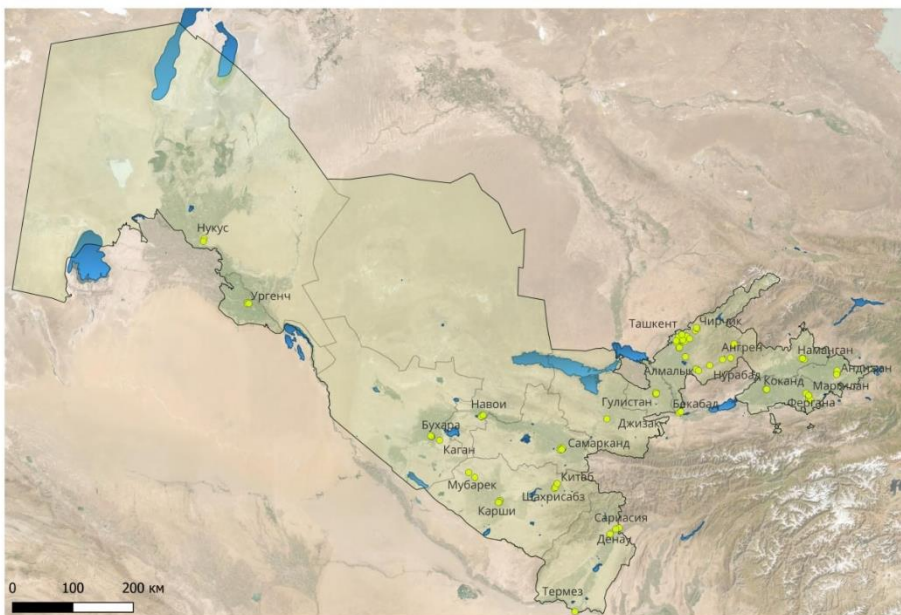 Нукус
Ургенч
Ташкент
Чирчик
Ангрен
Наманган
Андижан
Алмалык
Нурабад
Коканд
Маргилан
Гулистан
Бекабад
Фергана
Навои
Джизак
Бухара
Самарканд
Каган
Мубарек
Китаб
Шахрисабз
Карши
Сариасия
Денау
Термез
0 100 200 км